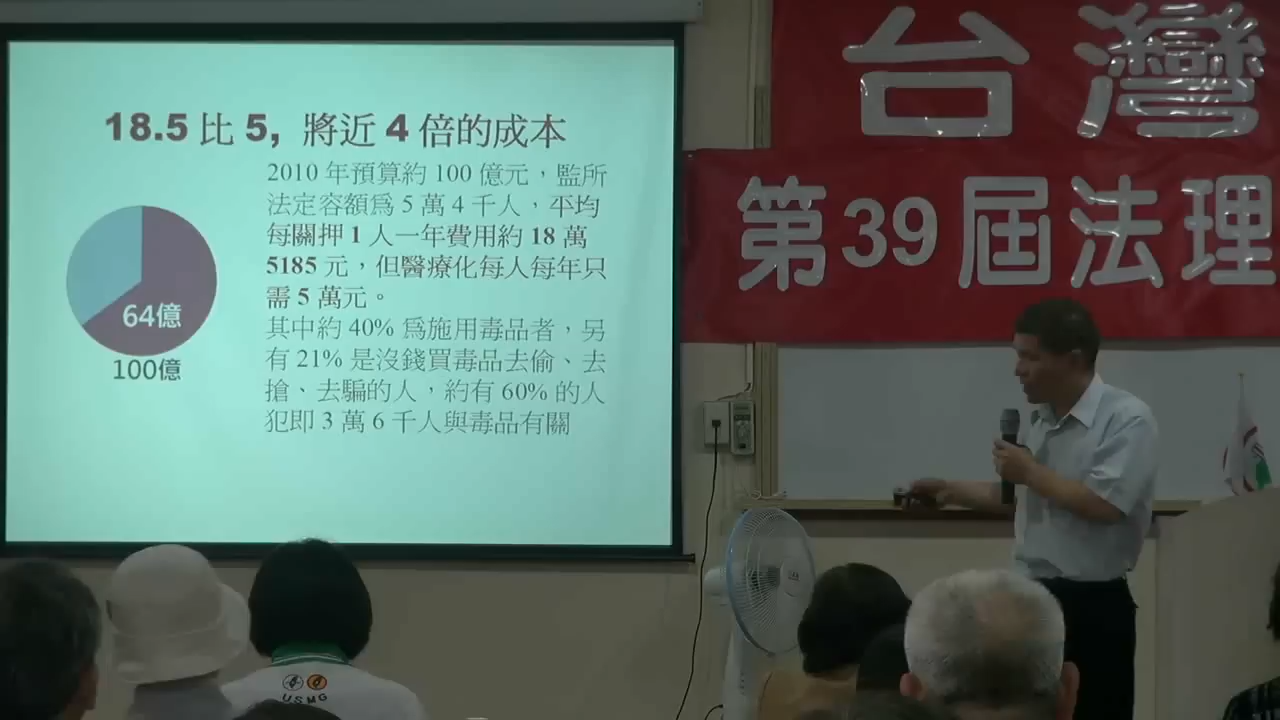 18.5 比 5, 將近 4 倍的成本
2010 年預算約 100 億元，監所
法定容額為 5 萬 4 千人，平均
每關押 1 人一年費用約 18 萬
5185 元，但醫療化每人每年只
需 5 萬元。
其中約 40% 為施用毒品者，另
有 21% 是沒錢買毒品去偷、去
搶、去騙的人，約有 60% 的人
犯即 3 萬 6 千人與毒品有關
64億
100億
台灣
第39屆法理
USMG